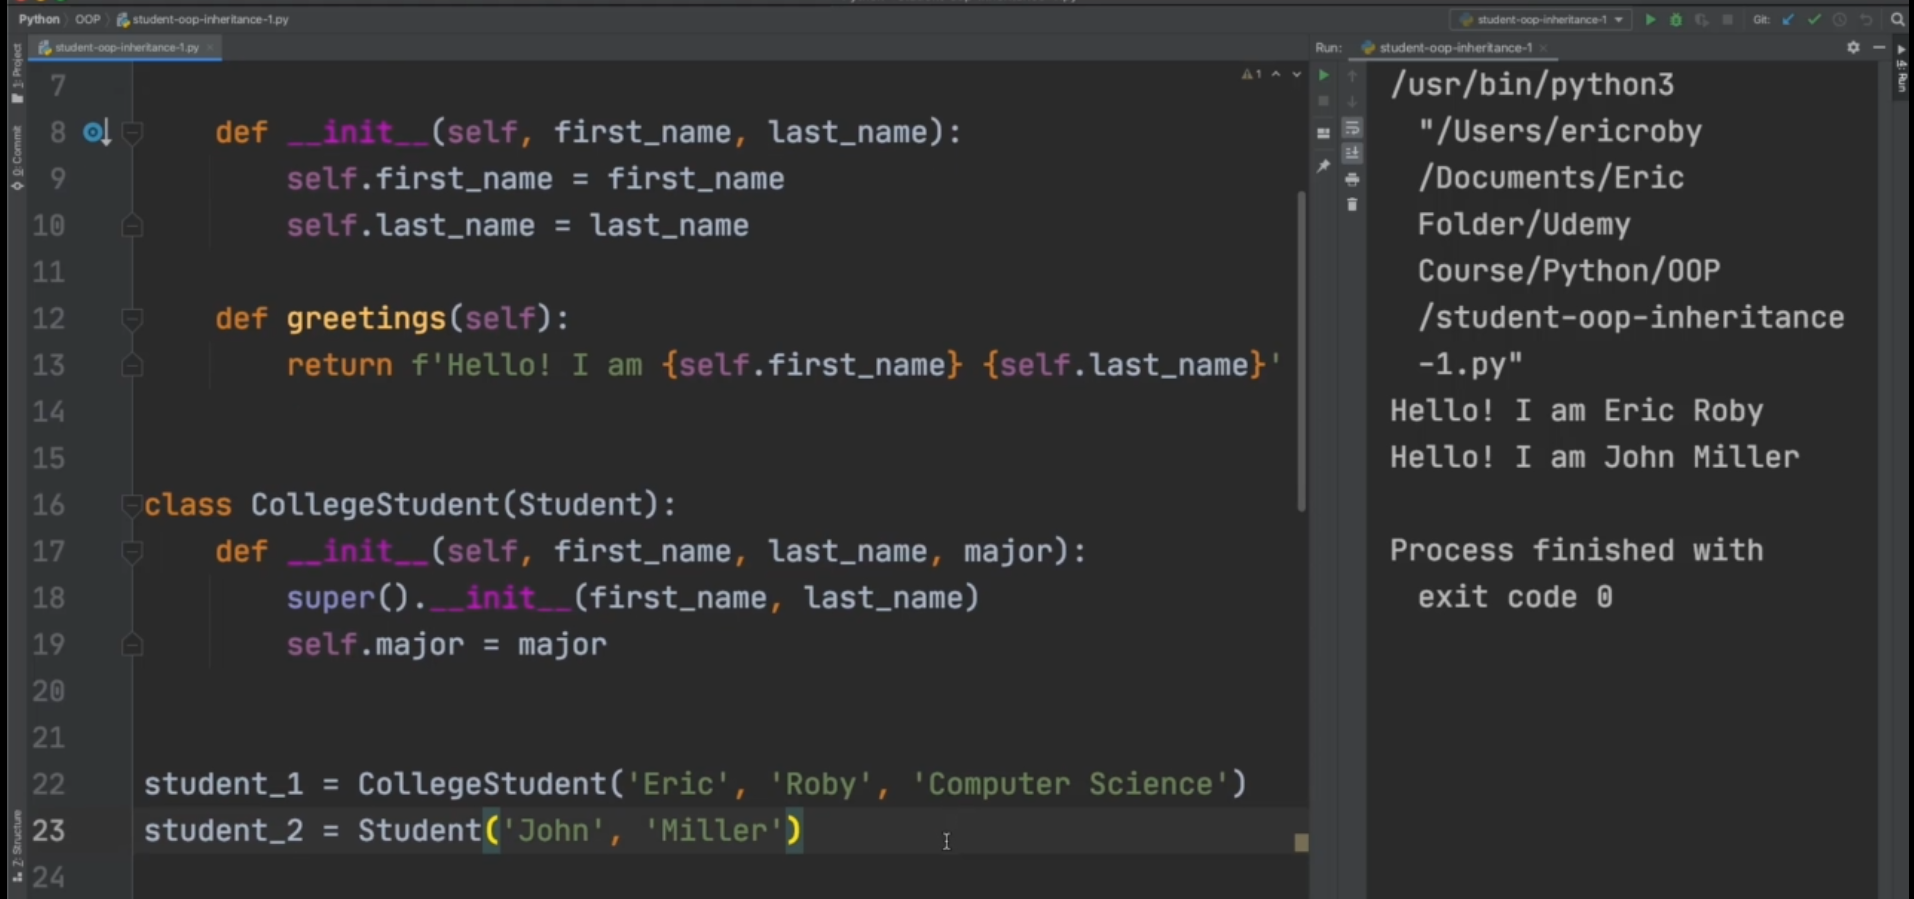 Python
OOP
student-oop-inheritance-1.py
student-oop-inheritance-1
Git:
student-oop-inheritance-1.py
Run:
student-oop-inheritance-1
1: Project
0: Commit
Z: Structure
4: Run
1
7
8 def __init__(self, first_name, last_name):
9 self.first_name = first_name
10 self.last_name = last_name
11
12 def greetings(self):
13 return f'Hello! I am {self.first_name} {self.last_name}'
14
15
16 class CollegeStudent(Student):
17 def __init__(self, first_name, last_name, major):
18 super().__init__(first_name, last_name)
19 self.major = major
20
21
22 student_1 = CollegeStudent('Eric', 'Roby', 'Computer Science')
23 student_2 = Student('John', 'Miller')
24
/usr/bin/python3
"/Users/ericroby
/Documents/Eric
Folder/Udemy
Course/Python/OOP
/student-oop-inheritance
-1.py"
Hello! I am Eric Roby
Hello! I am John Miller
Process finished with
exit code 0